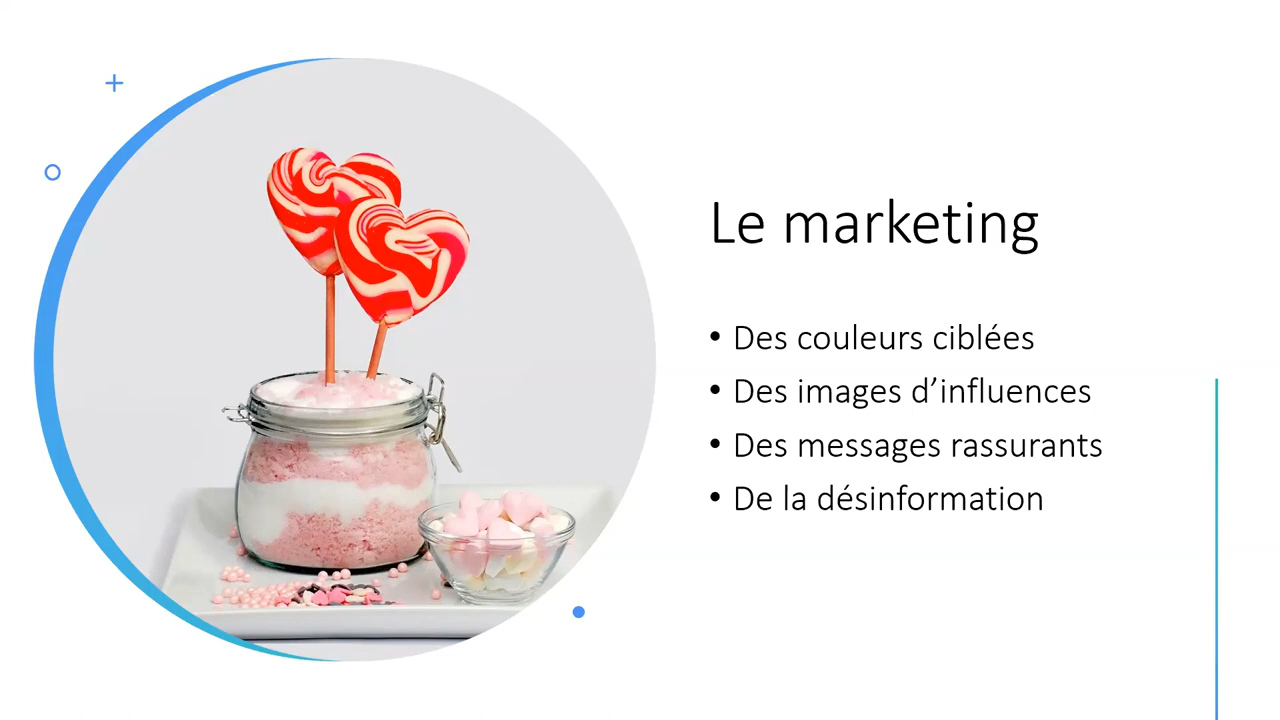 Le marketing
• Des couleurs ciblées
• Des images d’influences
• Des messages rassurants
• De la désinformation